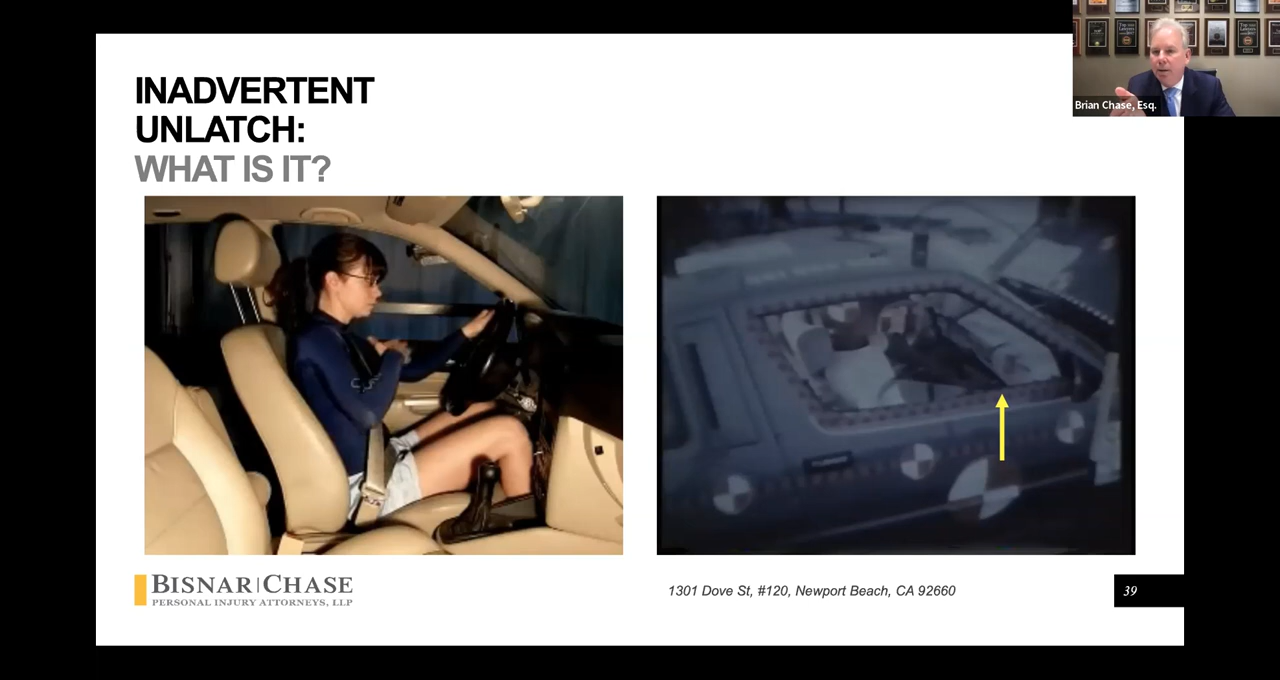 INADVERTENT
UNLATCH:
WHAT IS IT?
Brian Chase, Esq.
BISNAR|CHASE
PERSONAL INJURY ATTORNEYS, LLP
1301 Dove St, #120, Newport Beach, CA 92660
39